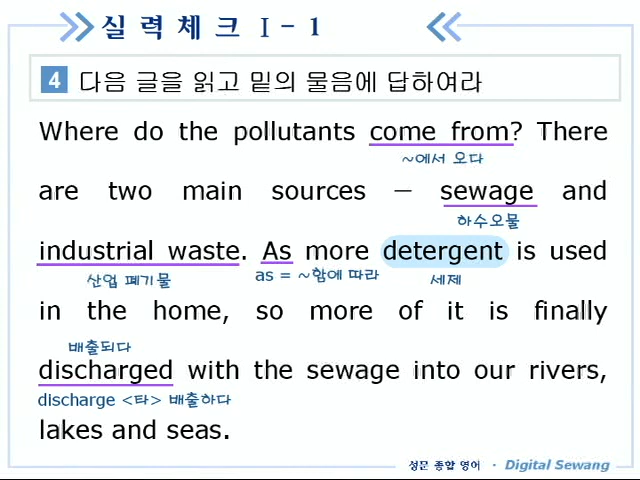 실력체크 I - 1
4 다음 글을 읽고 밑의 물음에 답하여라
Where do the pollutants come from? There
~에서 오다
are two main sources – sewage and
하수오물
industrial waste. As more detergent is used
산업 폐기물 as = ~함에 따라 세제
in the home, so more of it is finally
배출되다
discharged with the sewage into our rivers,
discharge <타> 배출하다
lakes and seas.
성문 종합 영어 · Digital Sewang